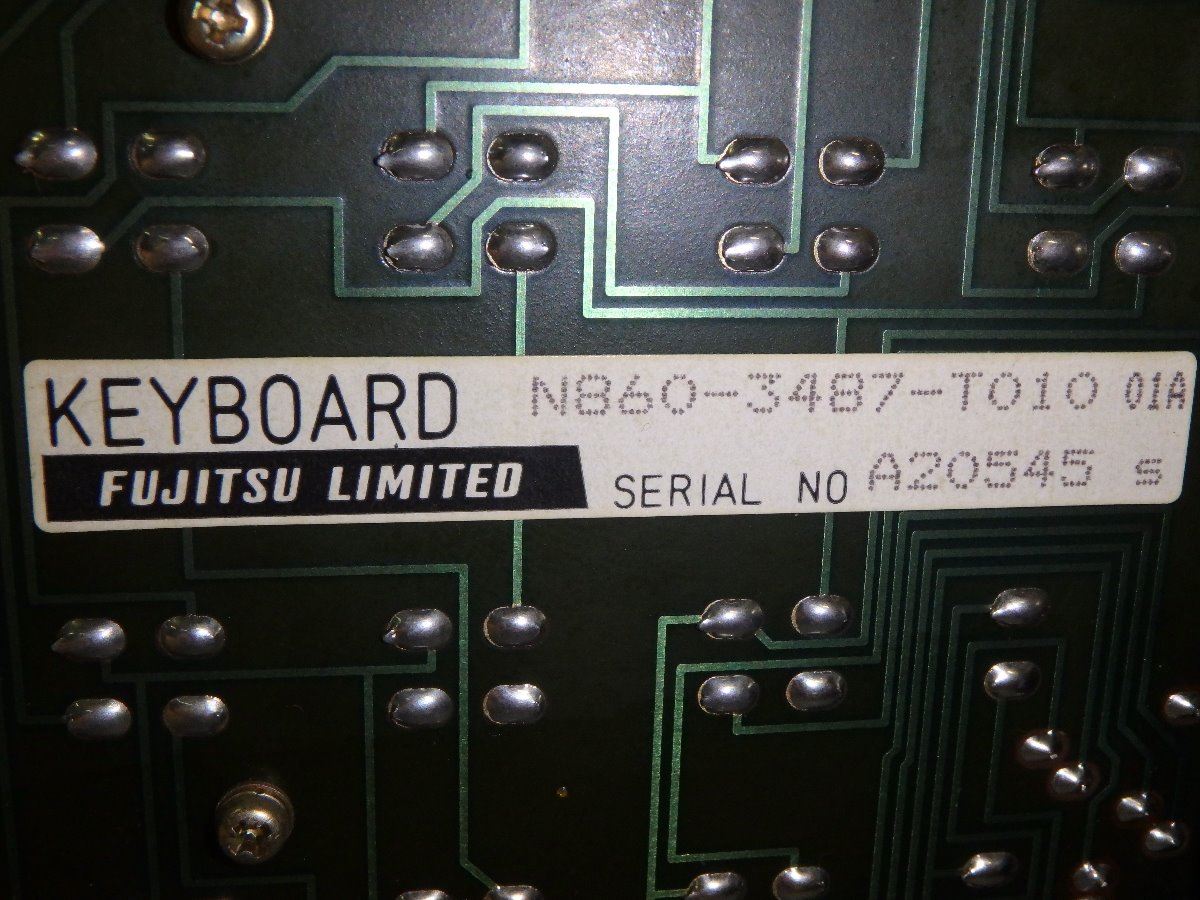 KEYBOARD N860-3487-T010 01A
FUJITSU LIMITED SERIAL NO A20545 s